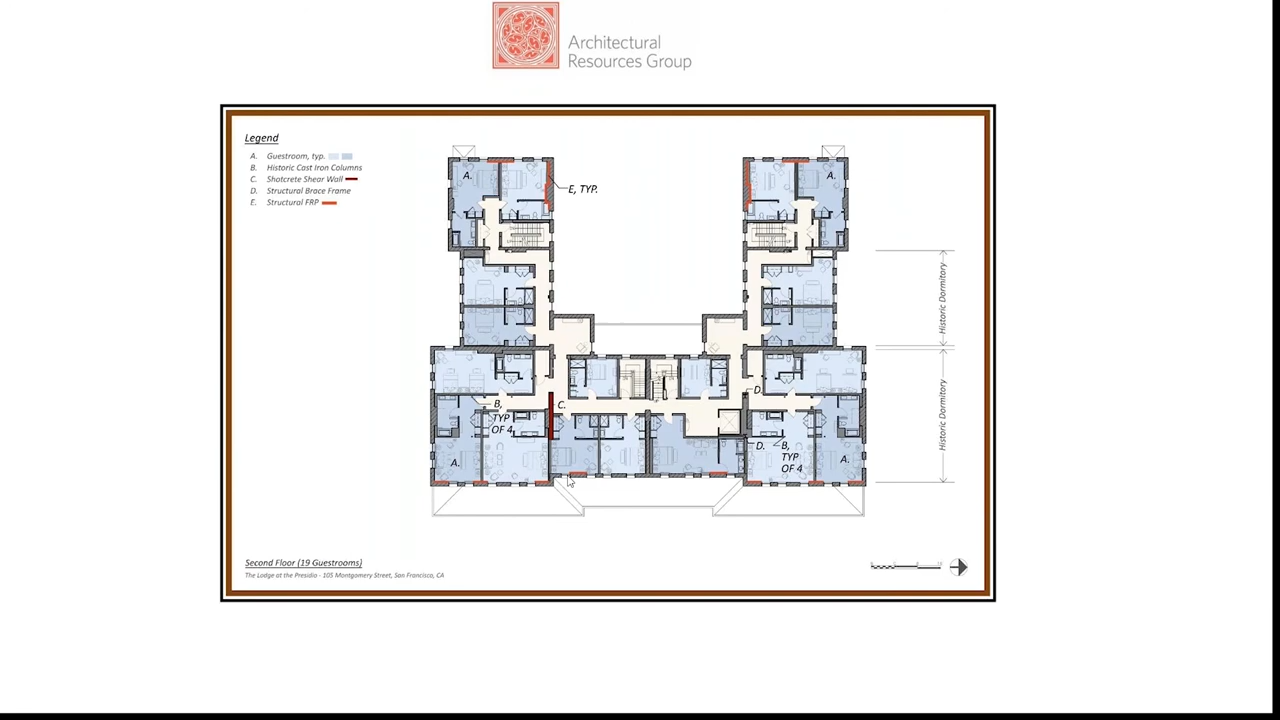 Architectural
Resources Group
Legend
A. Guestroom, typ.
B. Historic Cast Iron Columns
C. Shotcrete Shear Wall
D. Structural Brace Frame
E. Structural FRP
A.
E, TYP.
A.
Historic Dormitory
Historic Dormitory
B,
TYP
OF 4
C.
D.
A.
D.
B,
TYP
OF 4
A.
Second Floor (19 Guestrooms)
The Lodge at the Presidio - 105 Montgomery Street, San Francisco, CA